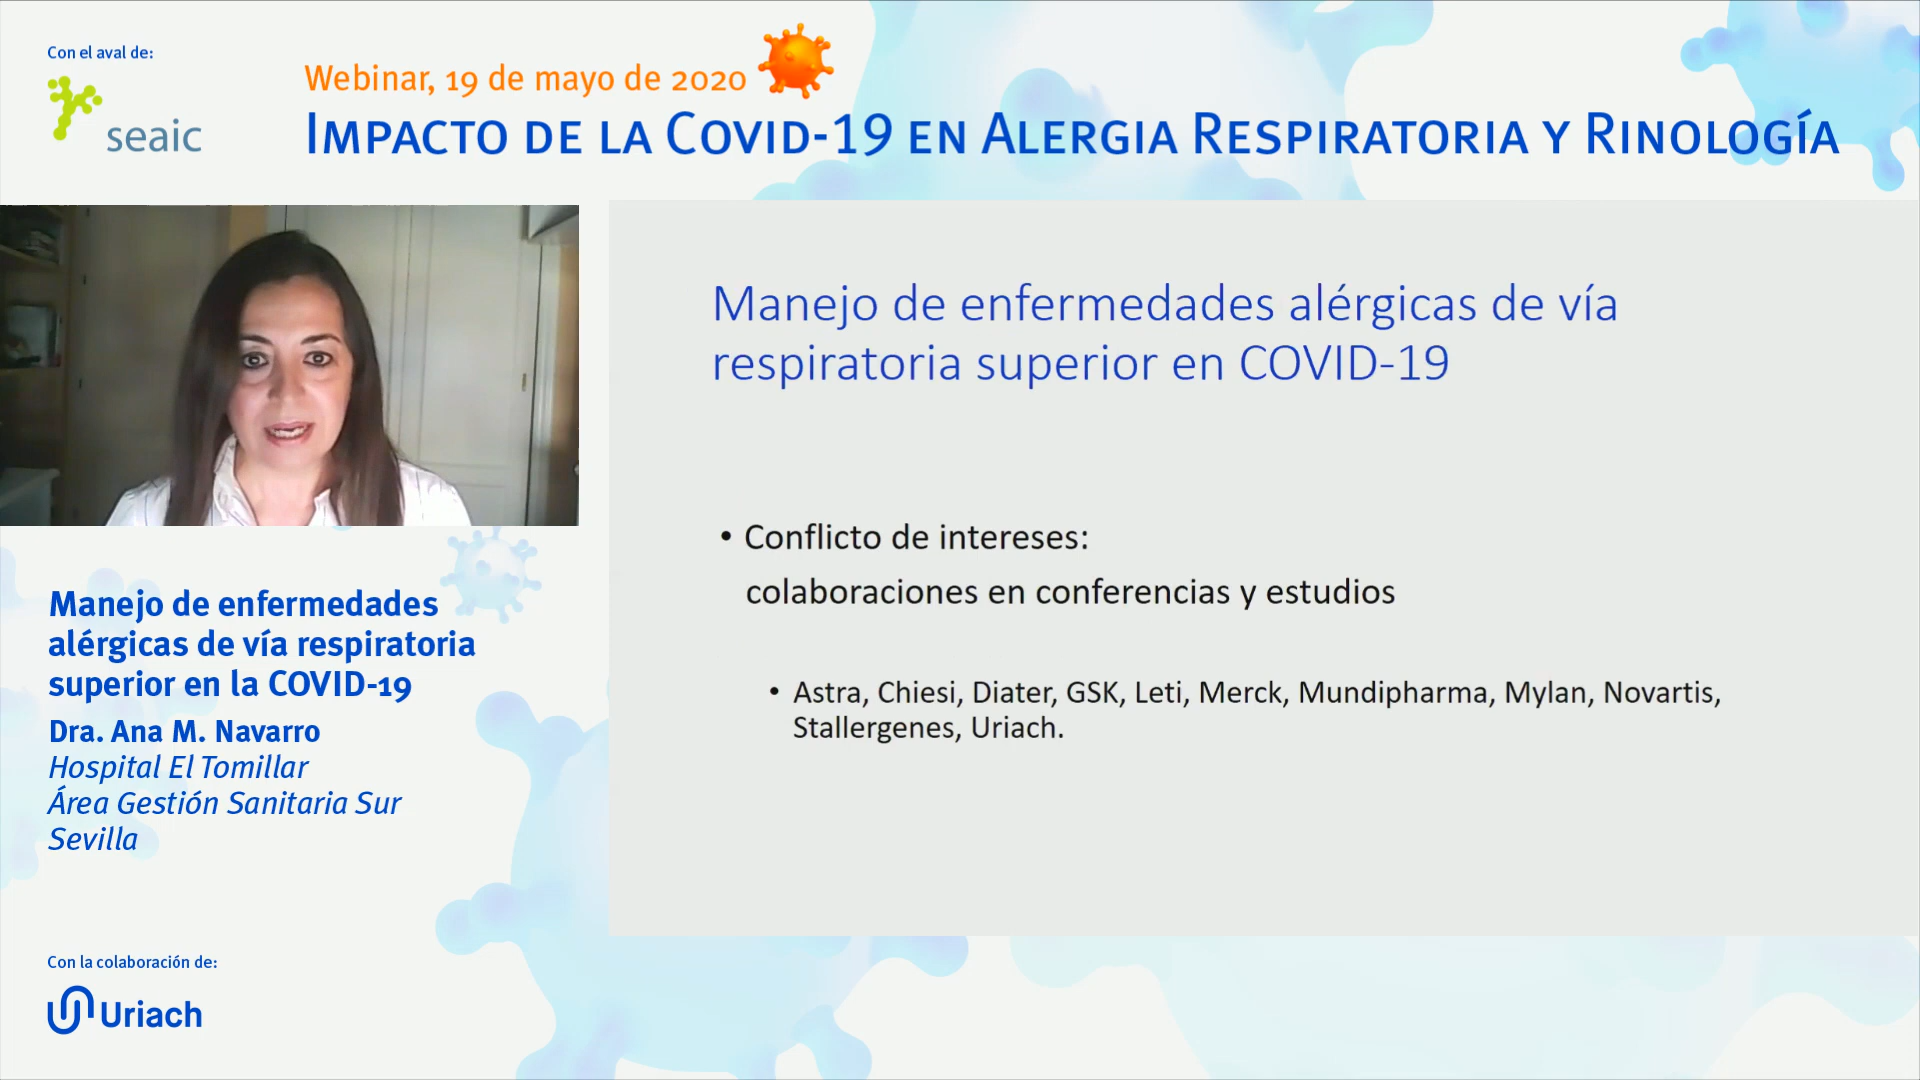 Con el aval de:
seaic
Webinar, 19 de mayo de 2020
Impacto de la Covid-19 en Alergia Respiratoria y Rinología
Manejo de enfermedades alérgicas de vía
respiratoria superior en COVID-19
• Conflicto de intereses:
colaboraciones en conferencias y estudios
• Astra, Chiesi, Diater, GSK, Leti, Merck, Mundipharma, Mylan, Novartis,
Stallergenes, Uriach.
Manejo de enfermedades
alérgicas de vía respiratoria
superior en la COVID-19
Dra. Ana M. Navarro
Hospital El Tomillar
Área Gestión Sanitaria Sur
Sevilla
Con la colaboración de:
Uriach